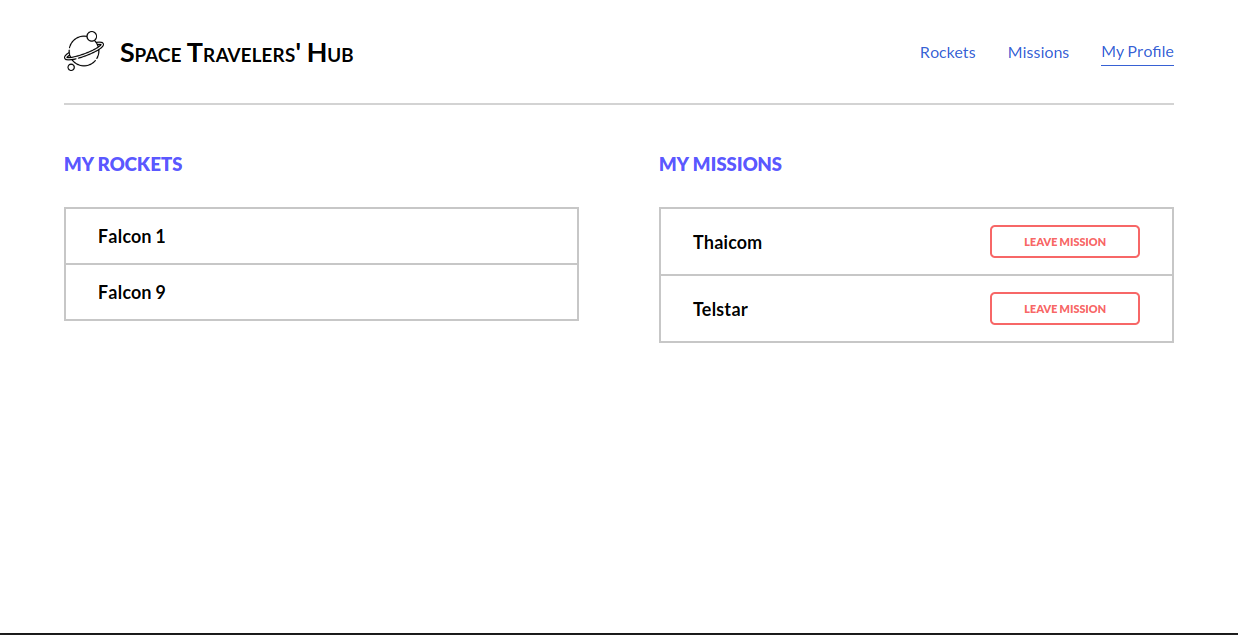 Space Travelers' Hub
Rockets
Missions
My Profile
MY ROCKETS
Falcon 1
Falcon 9
MY MISSIONS
Thaicom
LEAVE MISSION
Telstar
LEAVE MISSION